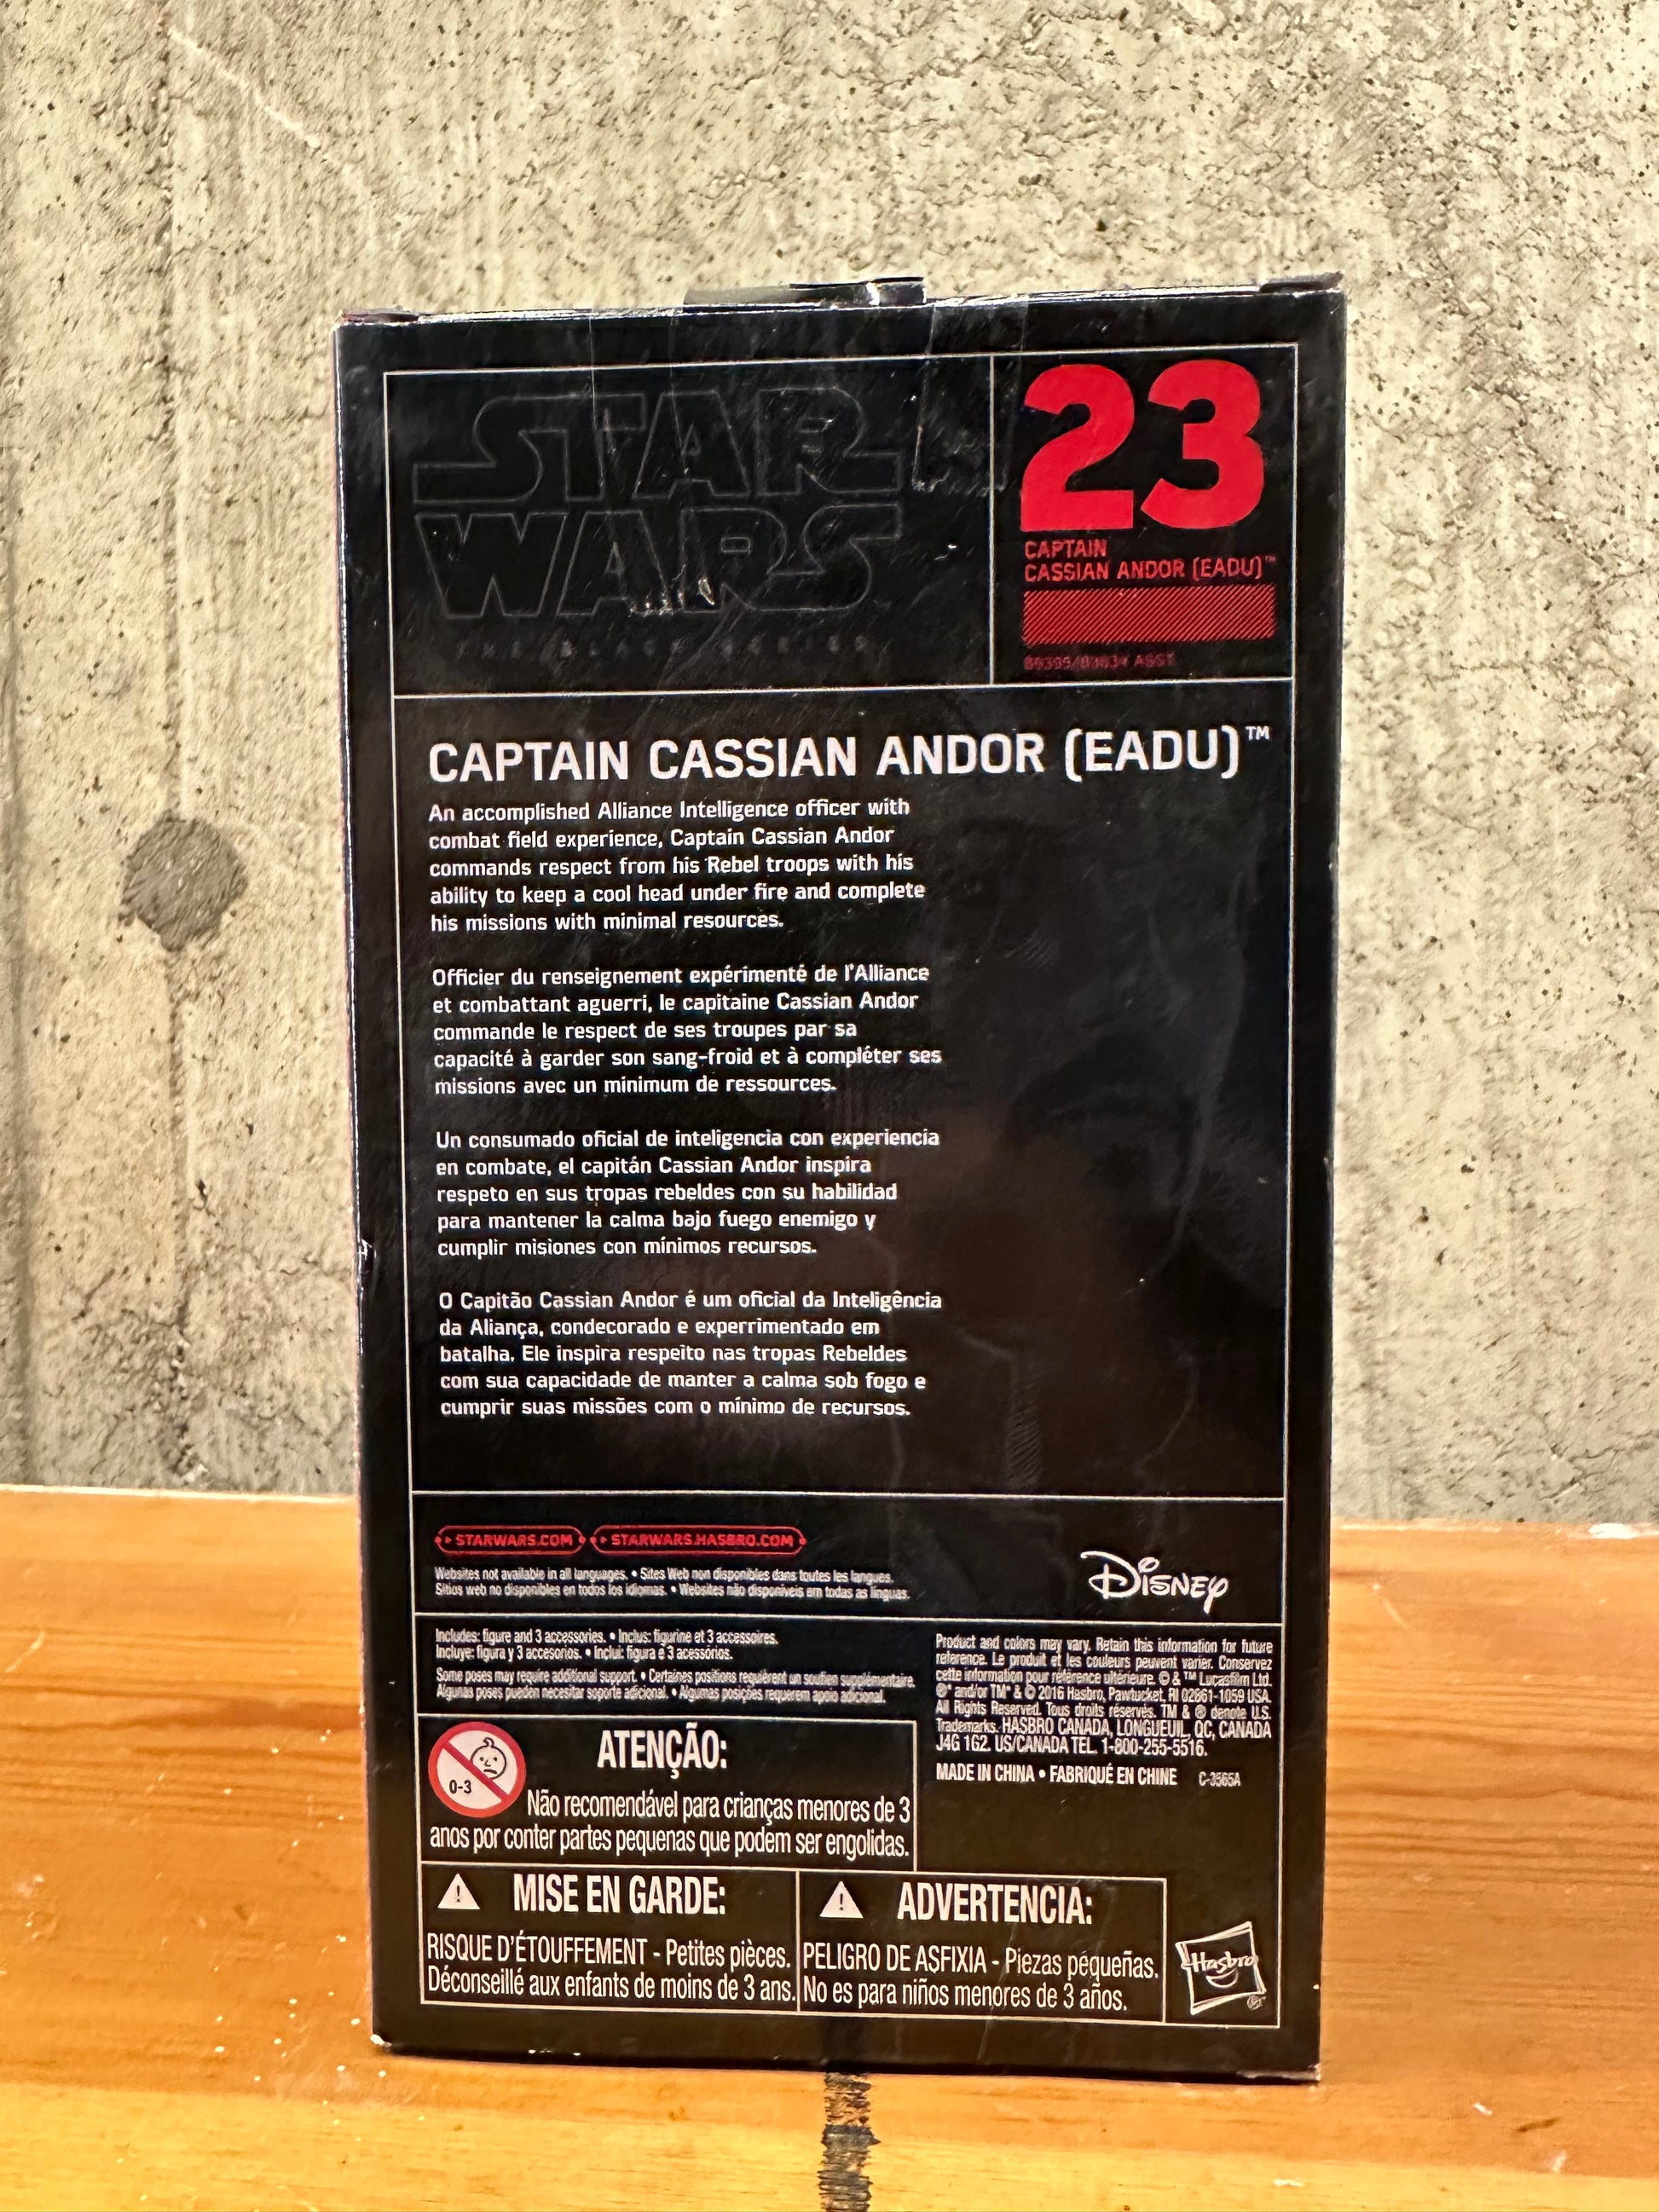 STAR
WARS
THE BLACK SERIES
23
CAPTAIN
CASSIAN ANDOR (EADU)™
ASST
CAPTAIN CASSIAN ANDOR (EADU)™
An accomplished Alliance Intelligence officer with
combat field experience, Captain Cassian Andor
commands respect from his Rebel troops with his
ability to keep a cool head under fire and complete
his missions with minimal resources.
Officier du renseignement expérimenté de l'Alliance
et combattant aguerri, le capitaine Cassian Andor
commande le respect de ses troupes par sa
capacité à garder son sang-froid et à compléter ses
missions avec un minimum de ressources.
Un consumado oficial de inteligencia con experiencia
en combate, el capitán Cassian Andor inspira
respeto en sus tropas rebeldes con su habilidad
para mantener la calma bajo fuego enemigo y
cumplir misiones con mínimos recursos.
O Capitão Cassian Andor é um oficial da Inteligência
da Aliança, condecorado e experrimentado em
batalha. Ele inspira respeito nas tropas Rebeldes
com sua capacidade de manter a calma sob fogo e
cumprir suas missões com o mínimo de recursos.
STARWARS.COM STARWARS.HASBRO.COM
Websites not available in all languages. • Sites Web non disponibles dans toutes les langues.
Sitios web no disponibles en todos los idiomas. • Websites não disponíveis em todas as línguas.
Disney
Includes: figure and 3 accessories. • Inclus: figurine et 3 accessoires.
Incluye: figura y 3 accesorios. • Inclui: figura e 3 acessórios.
Some poses may require additional support. • Certaines positions requièrent un soutien supplémentaire.
Algunas poses pueden necesitar soporte adicional. • Algumas posições requerem apoio adicional.
Product and colors may vary. Retain this information for future
reference. Le produit et les couleurs peuvent varier. Conservez
cette information pour référence ultérieure. © & ™ Lucasfilm Ltd.
®* and/or TM* & © 2016 Hasbro, Pawtucket, RI 02861-1059 USA.
All Rights Reserved. Tous droits réservés. TM & ® denote U.S.
Trademarks. HASBRO CANADA, LONGUEUIL, QC, CANADA
J4G 1G2. US/CANADA TEL. 1-800-255-5516.
MADE IN CHINA • FABRIQUÉ EN CHINE C-3565A
0-3
ATENÇÃO:
Não recomendável para crianças menores de 3
anos por conter partes pequenas que podem ser engolidas.
MISE EN GARDE:
RISQUE D'ÉTOUFFEMENT - Petites pièces.
Déconseillé aux enfants de moins de 3 ans.
ADVERTENCIA:
PELIGRO DE ASFIXIA - Piezas pequeñas.
No es para niños menores de 3 años.
Hasbro